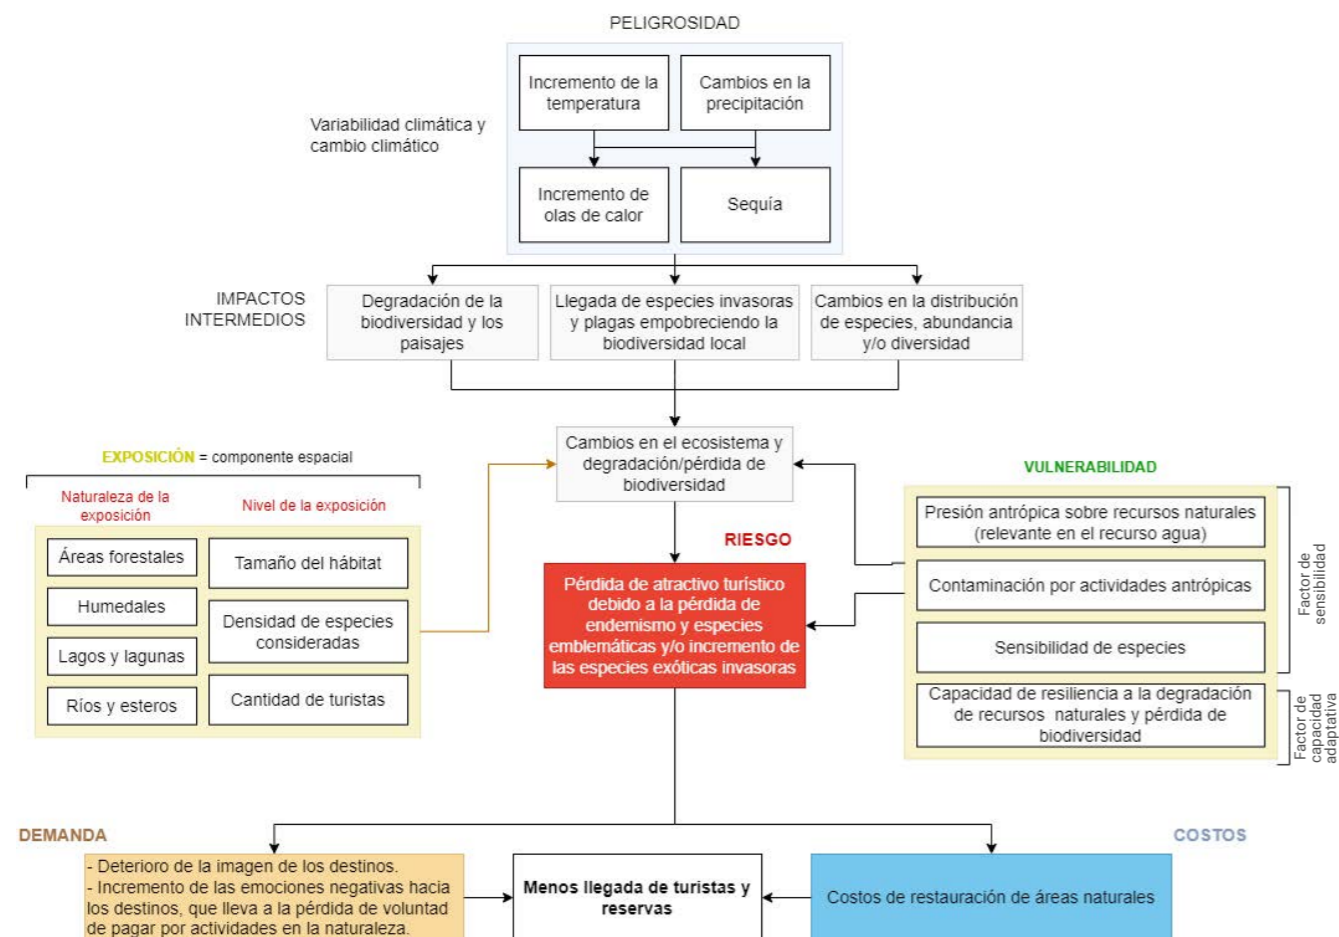 PELIGROSIDAD
Incremento de la
temperatura
Cambios en la
precipitación
Variabilidad climática y
cambio climático
Incremento de
olas de calor
Sequía
IMPACTOS
INTERMEDIOS
Degradación de la
biodiversidad y los
paisajes
Llegada de especies invasoras
y plagas empobreciendo la
biodiversidad local
Cambios en la distribución
de especies, abundancia
y/o diversidad
Cambios en el ecosistema y
degradación/pérdida de
biodiversidad
EXPOSICIÓN = componente espacial
Naturaleza de la
exposición
Nivel de la exposición
Áreas forestales
Humedales
Lagos y lagunas
Ríos y esteros
Tamaño del hábitat
Densidad de especies
consideradas
Cantidad de turistas
RIESGO
Pérdida de atractivo turístico
debido a la pérdida de
endemismo y especies
emblemáticas y/o incremento de
las especies exóticas invasoras
VULNERABILIDAD
Presión antrópica sobre recursos naturales
(relevante en el recurso agua)
Contaminación por actividades antrópicas
Sensibilidad de especies
Capacidad de resiliencia a la degradación
de recursos naturales y pérdida de
biodiversidad
Factor de
sensibilidad
Factor de
capacidad
adaptativa
DEMANDA
- Deterioro de la imagen de los destinos.
- Incremento de las emociones negativas hacia
los destinos, que lleva a la pérdida de voluntad
de pagar por actividades en la naturaleza.
Menos llegada de turistas y
reservas
COSTOS
Costos de restauración de áreas naturales